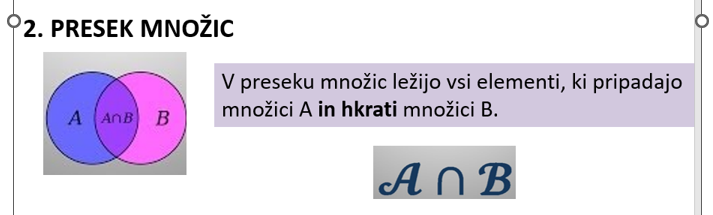 2. PRESEK MNOŽIC
A A∩B B
V preseku množic ležijo vsi elementi, ki pripadajo
množici A in hkrati množici B.
A ∩ B